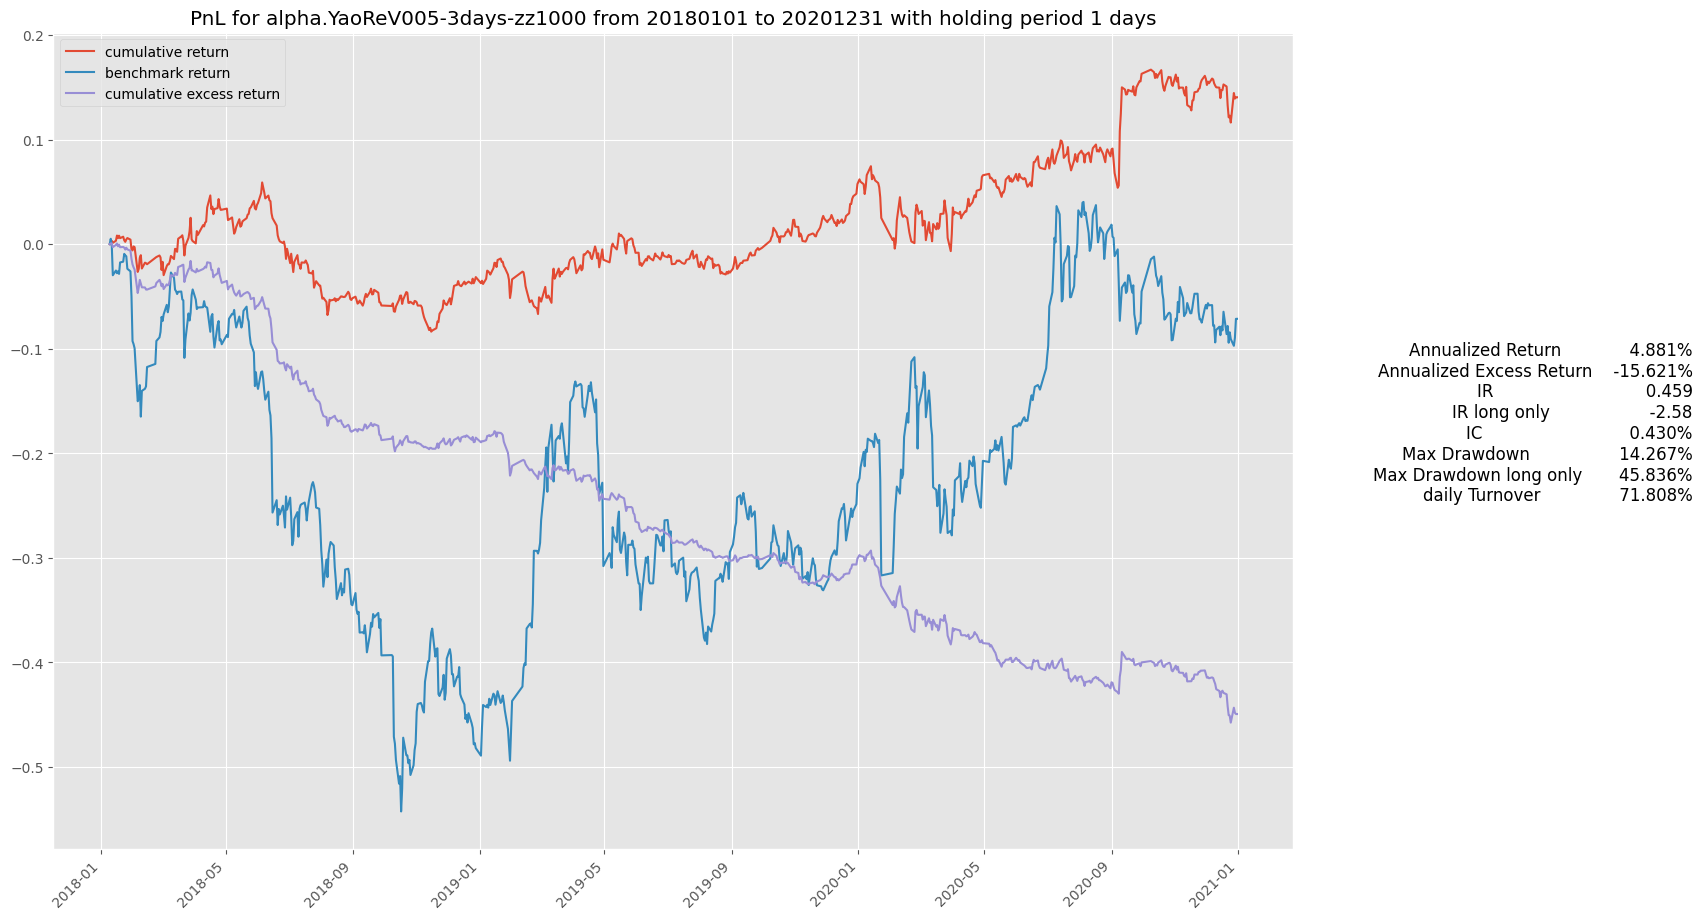 PnL for alpha.YaoReV005-3days-zz1000 from 20180101 to 20201231 with holding period 1 days
cumulative return
benchmark return
cumulative excess return
0.2
0.1
0.0
−0.1
−0.2
−0.3
−0.4
−0.5
2018-01
2018-05
2018-09
2019-01
2019-05
2019-09
2020-01
2020-05
2020-09
2021-01
Annualized Return 4.881%
Annualized Excess Return -15.621%
IR 0.459
IR long only -2.58
IC 0.430%
Max Drawdown 14.267%
Max Drawdown long only 45.836%
daily Turnover 71.808%